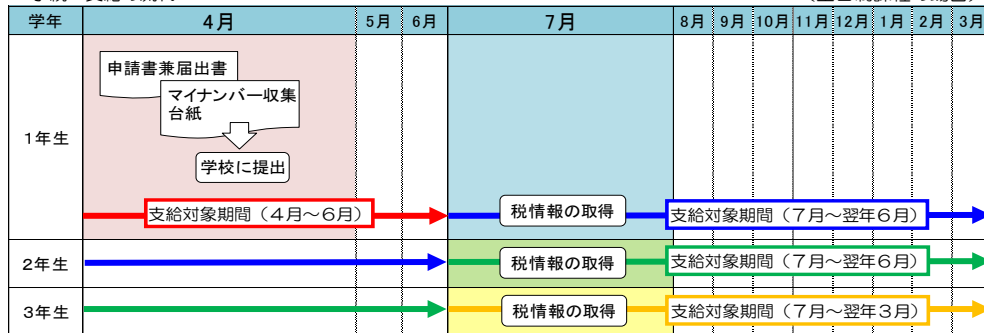 学年 4月 5月 6月 7月 8月 9月 10月 11月 12月 1月 2月 3月
申請書兼届出書
マイナンバー収集
台紙
1年生
学校に提出
支給対象期間（4月～6月） 税情報の取得 支給対象期間（7月～翌年6月）
2年生 税情報の取得 支給対象期間（7月～翌年6月）
3年生 税情報の取得 支給対象期間（7月～翌年3月）